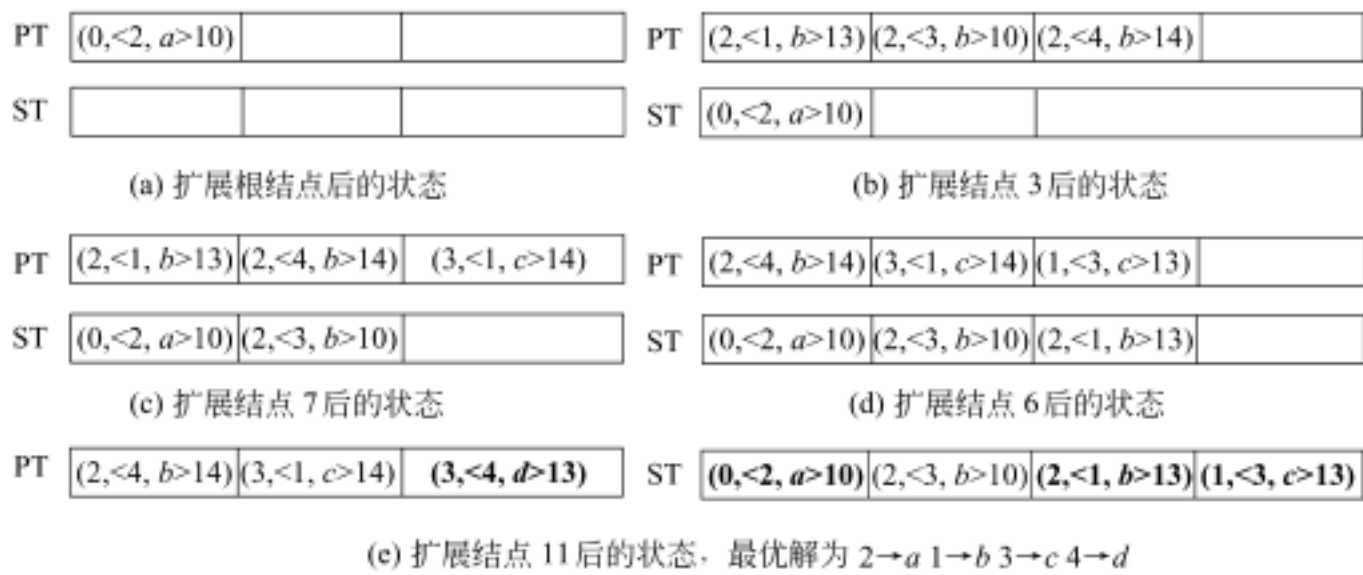 PT (0,<2, a>10)
ST
(a) 扩展根结点后的状态
PT (2,<1, b>13) (2,<3, b>10) (2,<4, b>14)
ST (0,<2, a>10)
(b) 扩展结点 3后的状态
PT (2,<1, b>13) (2,<4, b>14) (3,<1, c>14)
ST (0,<2, a>10) (2,<3, b>10)
(c) 扩展结点 7后的状态
PT (2,<4, b>14) (3,<1, c>14) (1,<3, c>13)
ST (0,<2, a>10) (2,<3, b>10) (2,<1, b>13)
(d) 扩展结点 6后的状态
PT (2,<4, b>14) (3,<1, c>14) (3,<4, d>13)
ST (0,<2, a>10) (2,<3, b>10) (2,<1, b>13) (1,<3, c>13)
(e) 扩展结点 11后的状态，最优解为 2→a 1→b 3→c 4→d